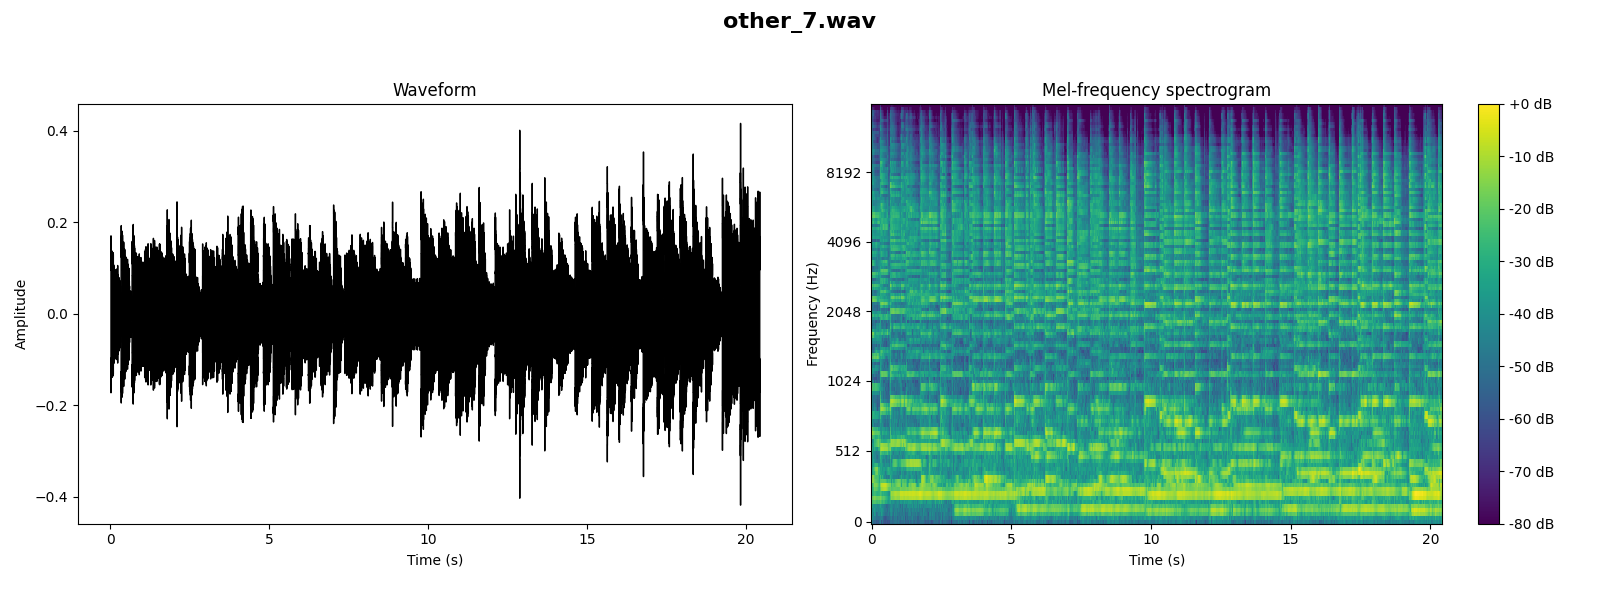 other_7.wav
Waveform
Mel-frequency spectrogram
Amplitude
0.4
0.2
0.0
−0.2
−0.4
0
5
10
15
20
Time (s)
Frequency (Hz)
8192
4096
2048
1024
512
0
0
5
10
15
20
Time (s)
+0 dB
-10 dB
-20 dB
-30 dB
-40 dB
-50 dB
-60 dB
-70 dB
-80 dB